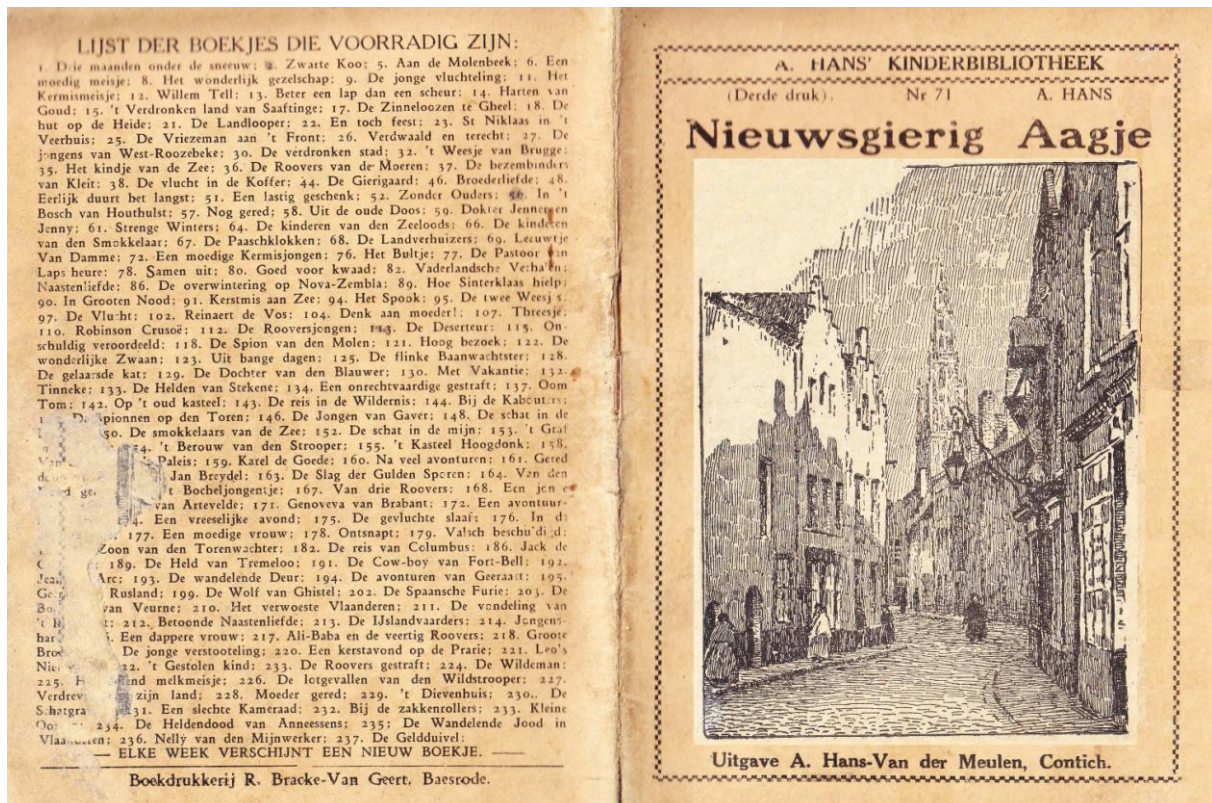 LIJST DER BOEKJES DIE VOORRADIG ZIJN:
1. Drie maanden onder de sneeuw; Zwarte Koo; 5. Aan de Molenbeek; 6. Een
moedig meisje; 8. Het wonderlijk gezelschap; 9. De jonge vluchteling; 11. Het
Kermismeisje; 12. Willem Tell; 13. Beter een lap dan een scheur; 14. Harten van
Goud; 15. 't Verdronken land van Saaftinge; 17. De Zinneloozen te Gheel; 18. De
hut op de Heide; 21. De Landlooper; 22. En toch feest; 23. St Niklaas in 't
Veerhuis; 25. De Vriezeman aan 't Front; 26. Verdwaald en terecht; 27. De
jongens van West-Roozebeke; 30. De verdronken stad; 32. 't Weesje van Brugge;
35. Het kindje van de Zee; 36. De Roovers van de Moeren; 37. De bezembinders
van Kleit; 38. De vlucht in de Koffer; 44. De Gierigaard; 46. Broederliefde; 48.
Eerlijk duurt het langst; 51. Een lastig geschenk; 52. Zonder Ouders; 56. In 't
Bosch van Houthulst; 57. Nog gered; 58. Uit de oude Doos; 59. Dokter Jenner en
Jenny; 61. Strenge Winters; 64. De kinderen van den Zeeloods; 66. De kinderen
van den Smokkelaar; 67. De Paaschklokken; 68. De Landverhuizers; 69. Leeuwtje
Van Damme; 72. Een moedige Kermisjongen; 76. Het Bultje; 77. De Pastoor van
Lapsheure; 78. Samen uit; 80. Goed voor kwaad; 82. Vaderlandsche Verhalen;
Naastenliefde; 86. De overwintering op Nova-Zembla; 89. Hoe Sinterklaas hielp;
90. In Grooten Nood; 91. Kerstmis aan Zee; 94. Het Spook; 95. De twee Weesjes;
97. De Vlucht; 102. Reinaert de Vos; 104. Denk aan moeder!; 107. Threesje;
110. Robinson Crusoë; 112. De Rooversjongen; 113. De Deserteur; 115. On-
schuldig veroordeeld; 118. De Spion van den Molen; 121. Hoog bezoek; 122. De
wonderlijke Zwaan; 123. Uit bange dagen; 125. De flinke Baanwachtster; 128.
De gelaarsde kat; 129. De Dochter van den Blauwer; 130. Met Vakantie; 132.
Tinneke; 133. De Helden van Stekene; 134. Een onrechtvaardige gestraft; 137. Oom
Tom; 142. Op 't oud kasteel; 143. De reis in de Wildernis; 144. Bij de Kabouters;
De Spionnen op den Toren; 146. De Jongen van Gaver; 148. De schat in de
50. De smokkelaars van de Zee; 152. De schat in de mijn; 153. 't Graf
54. 't Berouw van den Strooper; 155. 't Kasteel Hoogdonk; 158.
Paleis; 159. Karel de Goede; 160. Na veel avonturen; 161. Gered
Jan Breydel; 163. De Slag der Gulden Sporen; 164. Van den
't Bocheljongentje; 167. Van drie Roovers; 168. Een
van Artevelde; 171. Genoveva van Brabant; 172. Een avontuur-
4. Een vreeselijke avond; 175. De gevluchte slaaf; 176. In de
177. Een moedige vrouw; 178. Ontsnapt; 179. Valsch beschuldigd;
Zoon van den Torenwachter; 182. De reis van Columbus; 186. Jack de
189. De Held van Tremeloo; 191. De Cow-boy van Fort-Bell; 192.
Arc; 193. De wandelende Deur; 194. De avonturen van Geeraart; 195.
Rusland; 199. De Wolf van Ghistel; 202. De Spaansche Furie; 203. De
van Veurne; 210. Het verwoeste Vlaanderen; 211. De vondeling van
212. Betoonde Naastenliefde; 213. De IJslandvaarders; 214. Jongens-
Een dappere vrouw; 217. Ali-Baba en de veertig Roovers; 218. Groote
De jonge verstooteling; 220. Een kerstavond op de Prarie; 221. Leo's
22. 't Gestolen kind; 233. De Roovers gestraft; 224. De Wildeman;
225. melkmeisje; 226. De lotgevallen van den Wildstrooper; 227.
zijn land; 228. Moeder gered; 229. 't Dievenhuis; 230.. De
31. Een slechte Kameraad; 232. Bij de zakkenrollers; 233. Kleine
234. De Heldendood van Anneessens; 235; De Wandelende Jood in
Vlaanderen; 236. Nelly van den Mijnwerker; 237. De Geldduivel;
— ELKE WEEK VERSCHIJNT EEN NIEUW BOEKJE. —
Boekdrukkerij R. Bracke-Van Geert, Baesrode.
A. HANS' KINDERBIBLIOTHEEK
(Derde druk). Nr 71 A. HANS
Nieuwsgierig Aagje
Uitgave A. Hans-Van der Meulen, Contich.